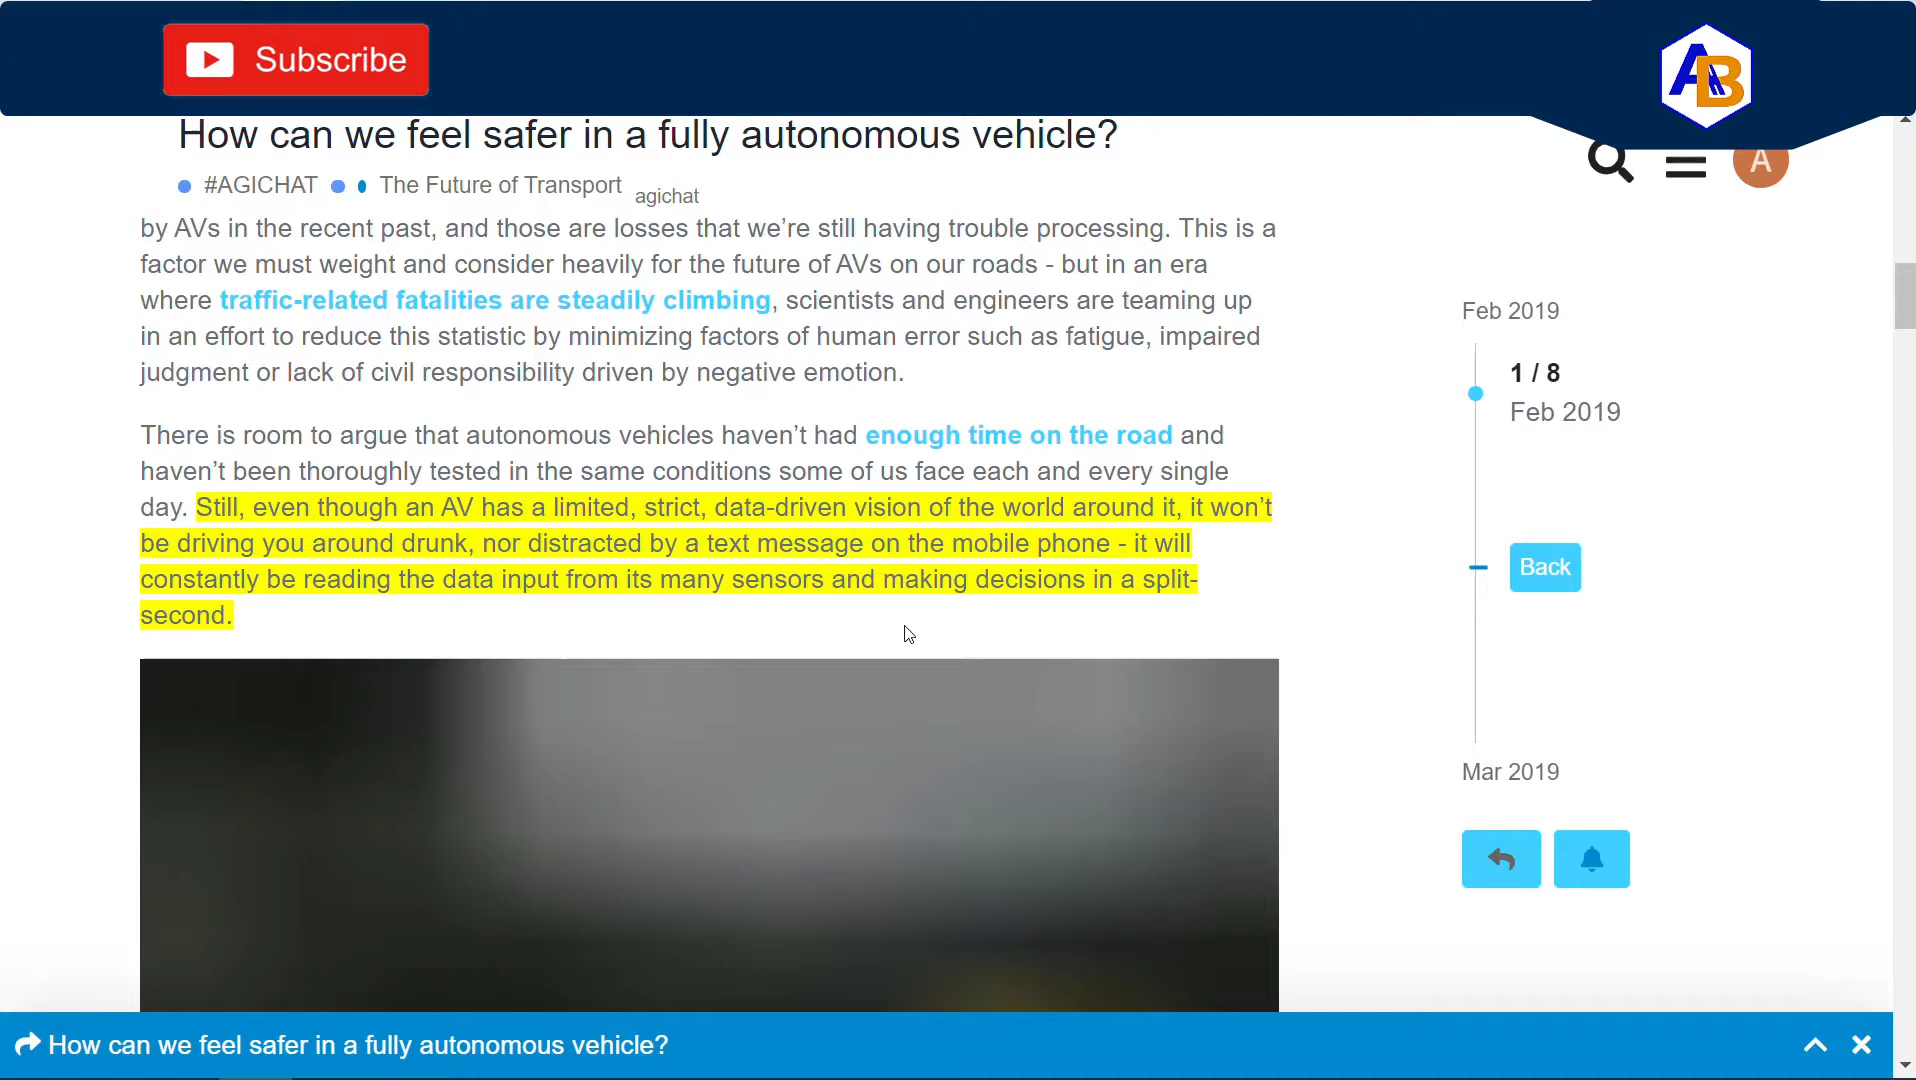 Subscribe
AB
How can we feel safer in a fully autonomous vehicle?
#AGICHAT The Future of Transport agichat
A
by AVs in the recent past, and those are losses that we’re still having trouble processing. This is a
factor we must weight and consider heavily for the future of AVs on our roads - but in an era
where traffic-related fatalities are steadily climbing, scientists and engineers are teaming up
in an effort to reduce this statistic by minimizing factors of human error such as fatigue, impaired
judgment or lack of civil responsibility driven by negative emotion.
There is room to argue that autonomous vehicles haven’t had enough time on the road and
haven’t been thoroughly tested in the same conditions some of us face each and every single
day. Still, even though an AV has a limited, strict, data-driven vision of the world around it, it won’t
be driving you around drunk, nor distracted by a text message on the mobile phone - it will
constantly be reading the data input from its many sensors and making decisions in a split-
second.
Feb 2019
1 / 8
Feb 2019
Back
Mar 2019
How can we feel safer in a fully autonomous vehicle?